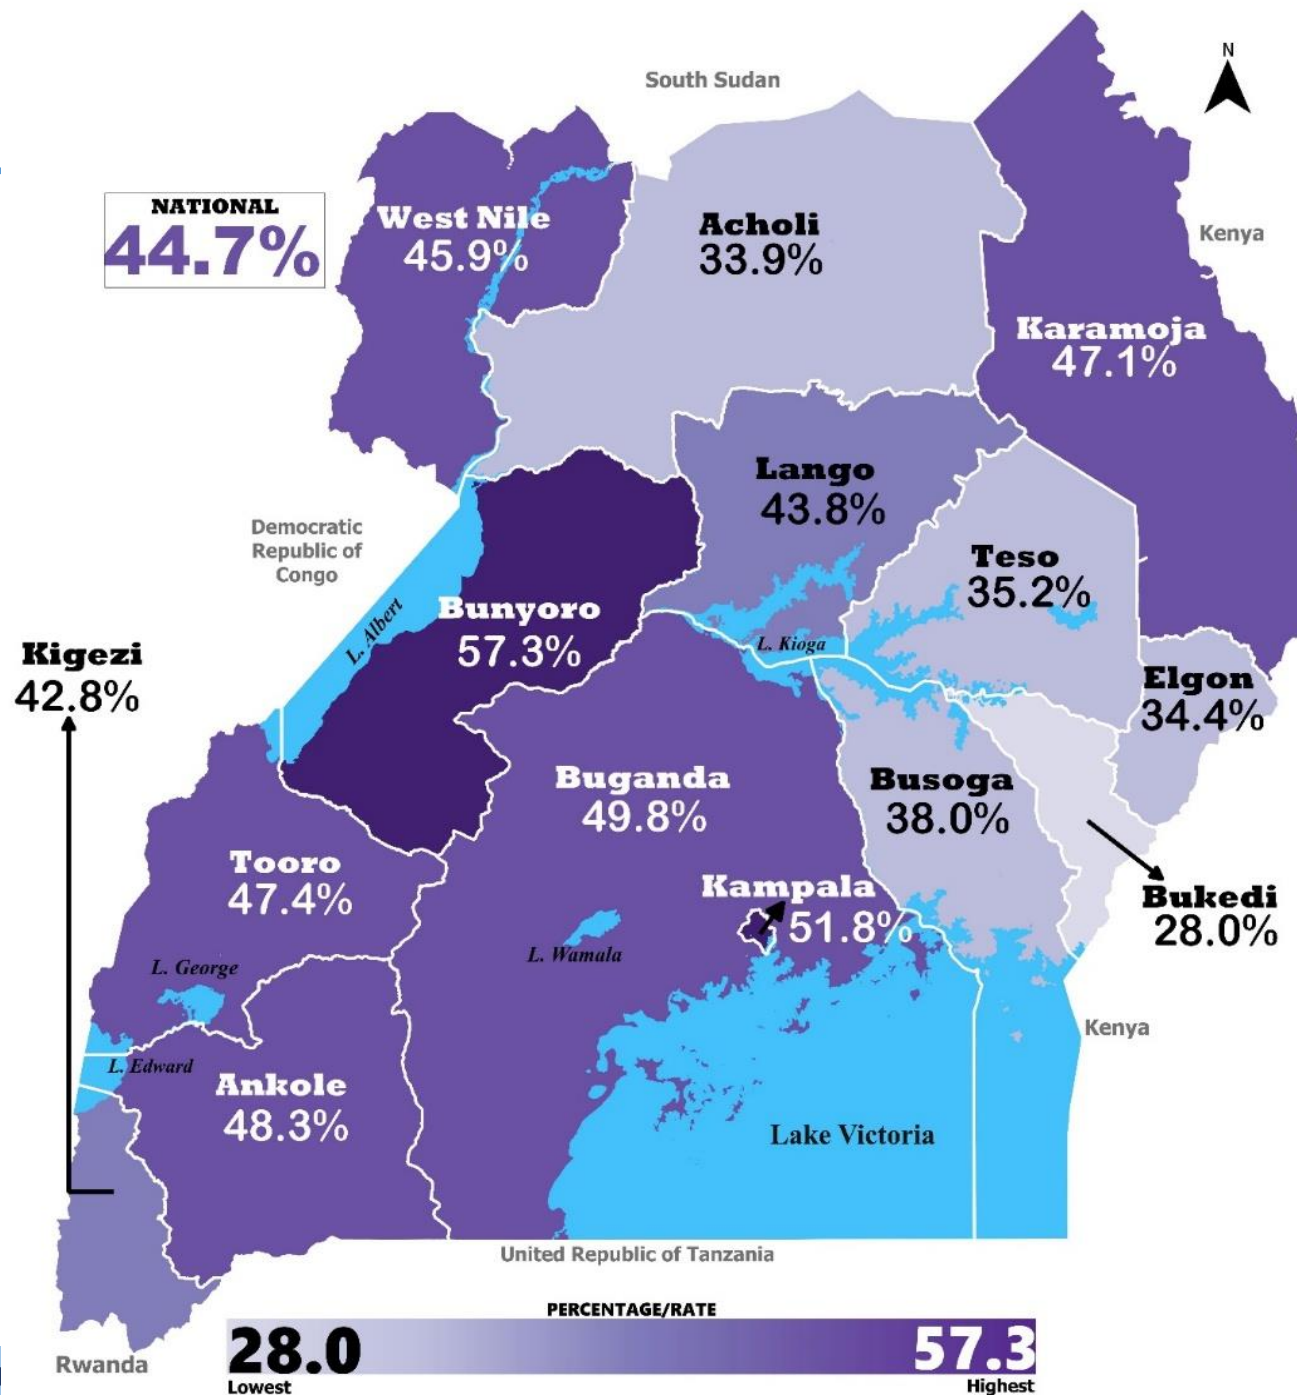 N
South Sudan
NATIONAL
44.7%
West Nile
45.9%
Acholi
33.9%
Kenya
Karamoja
47.1%
Lango
43.8%
Democratic
Republic of
Congo
Teso
35.2%
L. Albert
Bunyoro
57.3%
L. Kioga
Kigezi
42.8%
Elgon
34.4%
Buganda
49.8%
Busoga
38.0%
Tooro
47.4%
Kampala
51.8%
Bukedi
28.0%
L. Wamala
L. George
Kenya
L. Edward
Ankole
48.3%
Lake Victoria
United Republic of Tanzania
PERCENTAGE/RATE
28.0
57.3
Lowest
Highest
Rwanda